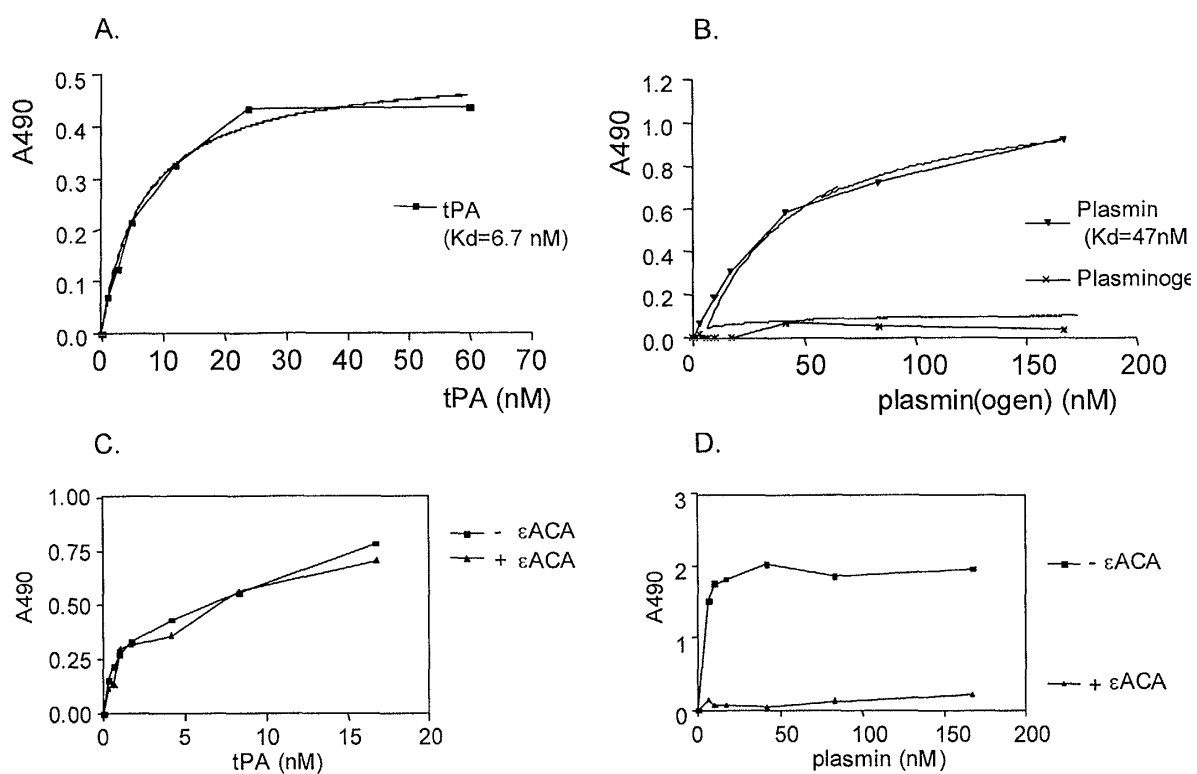 A.
A490
0.5
0.4
0.3
0.2
0.1
0.0
0 10 20 30 40 50 60 70
tPA (nM)
tPA
(Kd=6.7 nM)
B.
A490
1.2
1.0
0.8
0.6
0.4
0.2
0.0
0 50 100 150 200
plasmin(ogen) (nM)
Plasmin
(Kd=47nM
Plasminoge
C.
A490
1.00
0.75
0.50
0.25
0.00
0 5 10 15 20
tPA (nM)
- εACA
+ εACA
D.
A490
3
2
1
0
0 50 100 150 200
plasmin (nM)
- εACA
+ εACA